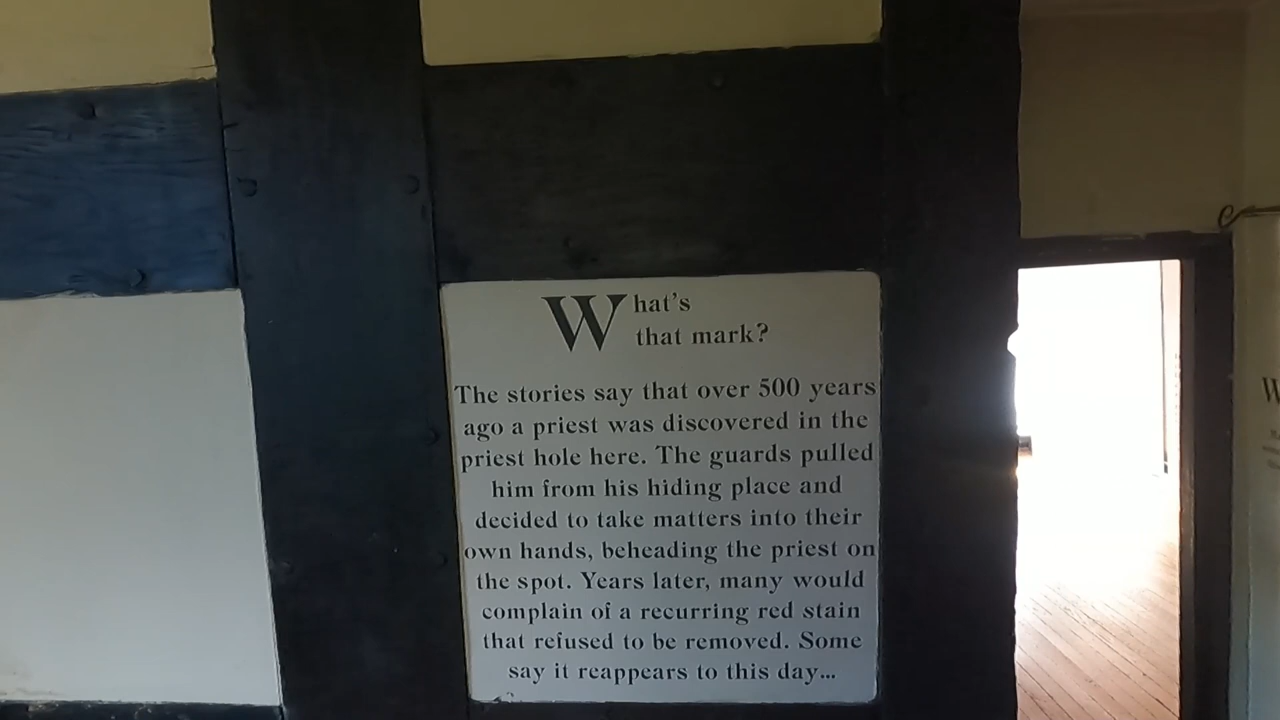 What's
that mark?
The stories say that over 500 years
ago a priest was discovered in the
priest hole here. The guards pulled
him from his hiding place and
decided to take matters into their
own hands, beheading the priest on
the spot. Years later, many would
complain of a recurring red stain
that refused to be removed. Some
say it reappears to this day...
W